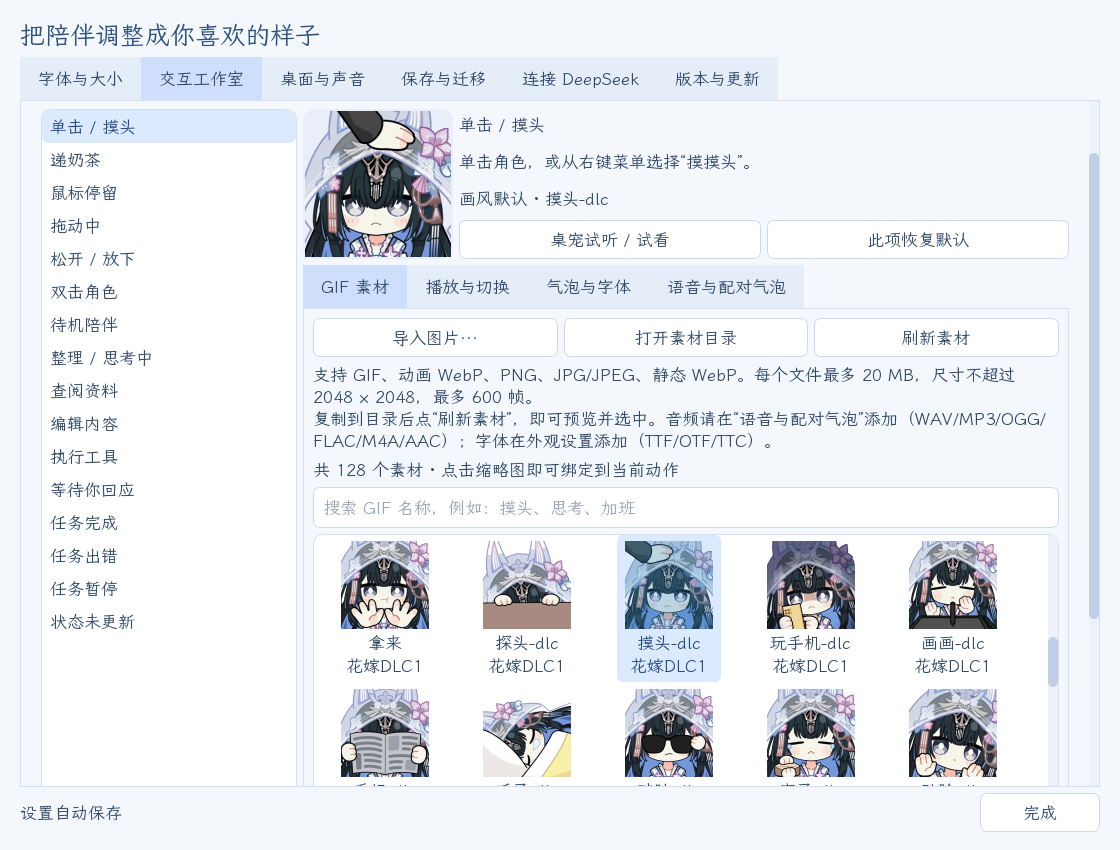 把陪伴调整成你喜欢的样子
字体与大小
交互工作室
桌面与声音
保存与迁移
连接 DeepSeek
版本与更新
单击 / 摸头
递奶茶
鼠标停留
拖动中
松开 / 放下
双击角色
待机陪伴
整理 / 思考中
查阅资料
编辑内容
执行工具
等待你回应
任务完成
任务出错
任务暂停
状态未更新
单击 / 摸头
单击角色，或从右键菜单选择“摸摸头”。
画风默认・摸头-dlc
桌宠试听 / 试看
此项恢复默认
GIF 素材
播放与切换
气泡与字体
语音与配对气泡
导入图片…
打开素材目录
刷新素材
支持 GIF、动画 WebP、PNG、JPG/JPEG、静态 WebP。每个文件最多 20 MB，尺寸不超过
2048 × 2048，最多 600 帧。
复制到目录后点“刷新素材”，即可预览并选中。音频请在“语音与配对气泡”添加（WAV/MP3/OGG/
FLAC/M4A/AAC）；字体在外观设置添加（TTF/OTF/TTC）。
共 128 个素材・点击缩略图即可绑定到当前动作
搜索 GIF 名称，例如：摸头、思考、加班
拿来
花嫁DLC1
探头-dlc
花嫁DLC1
摸头-dlc
花嫁DLC1
玩手机-dlc
花嫁DLC1
画画-dlc
花嫁DLC1
设置自动保存
完成